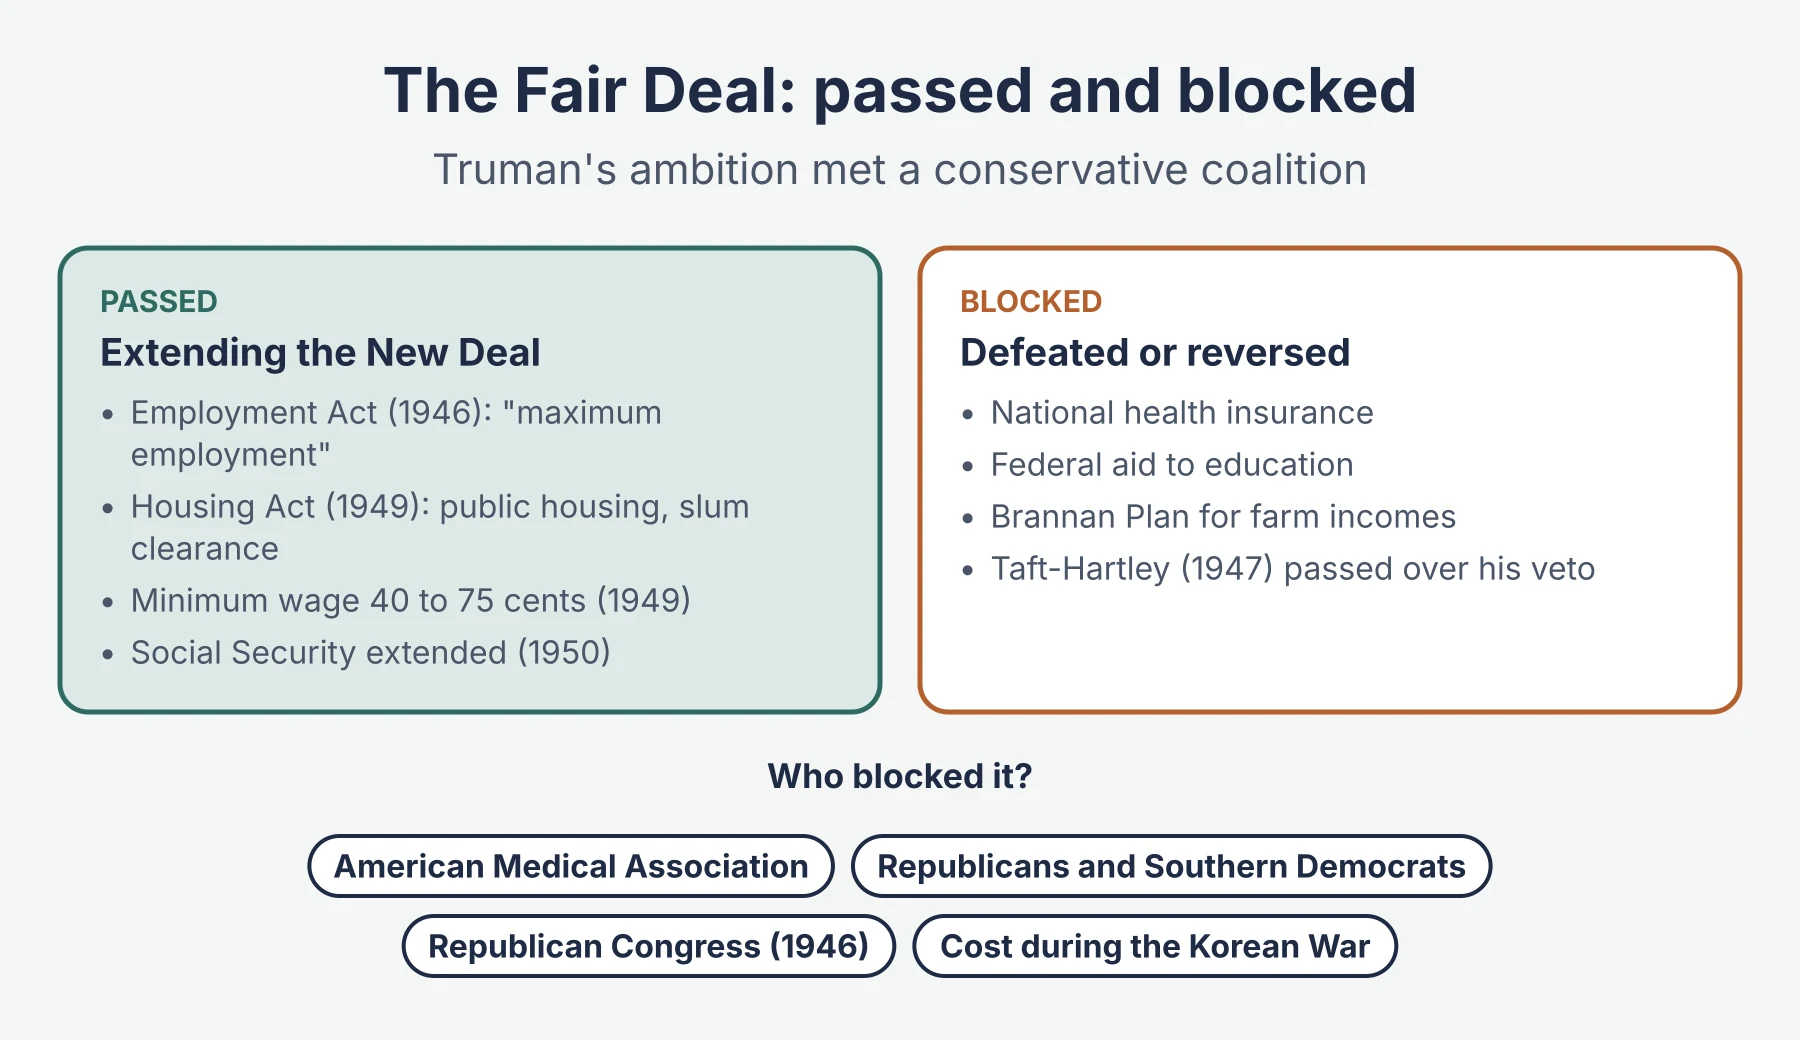 The Fair Deal: passed and blocked
Truman's ambition met a conservative coalition
PASSED
Extending the New Deal
• Employment Act (1946): "maximum
employment"
• Housing Act (1949): public housing, slum
clearance
• Minimum wage 40 to 75 cents (1949)
• Social Security extended (1950)
BLOCKED
Defeated or reversed
• National health insurance
• Federal aid to education
• Brannan Plan for farm incomes
• Taft-Hartley (1947) passed over his veto
Who blocked it?
American Medical Association
Republicans and Southern Democrats
Republican Congress (1946)
Cost during the Korean War